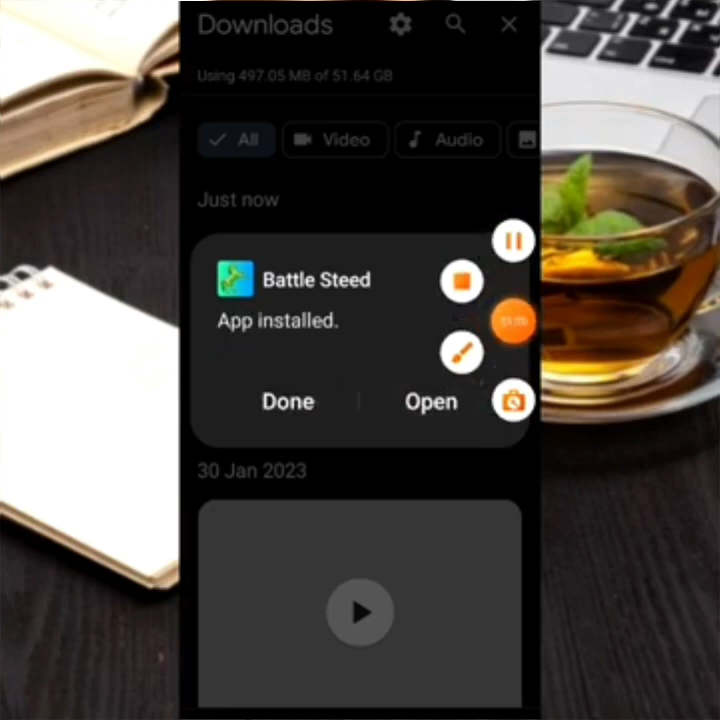 Downloads
Using 497.05 MB of 51.64 GB
All
Video
Audio
Just now
Battle Steed
App installed.
Done
Open
30 Jan 2023